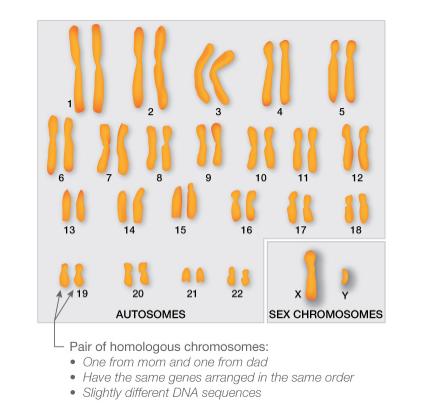 1
2
3
4
5
6
7
8
9
10
11
12
13
14
15
16
17
18
19
20
21
22
X
Y
AUTOSOMES
SEX CHROMOSOMES
Pair of homologous chromosomes:
• One from mom and one from dad
• Have the same genes arranged in the same order
• Slightly different DNA sequences